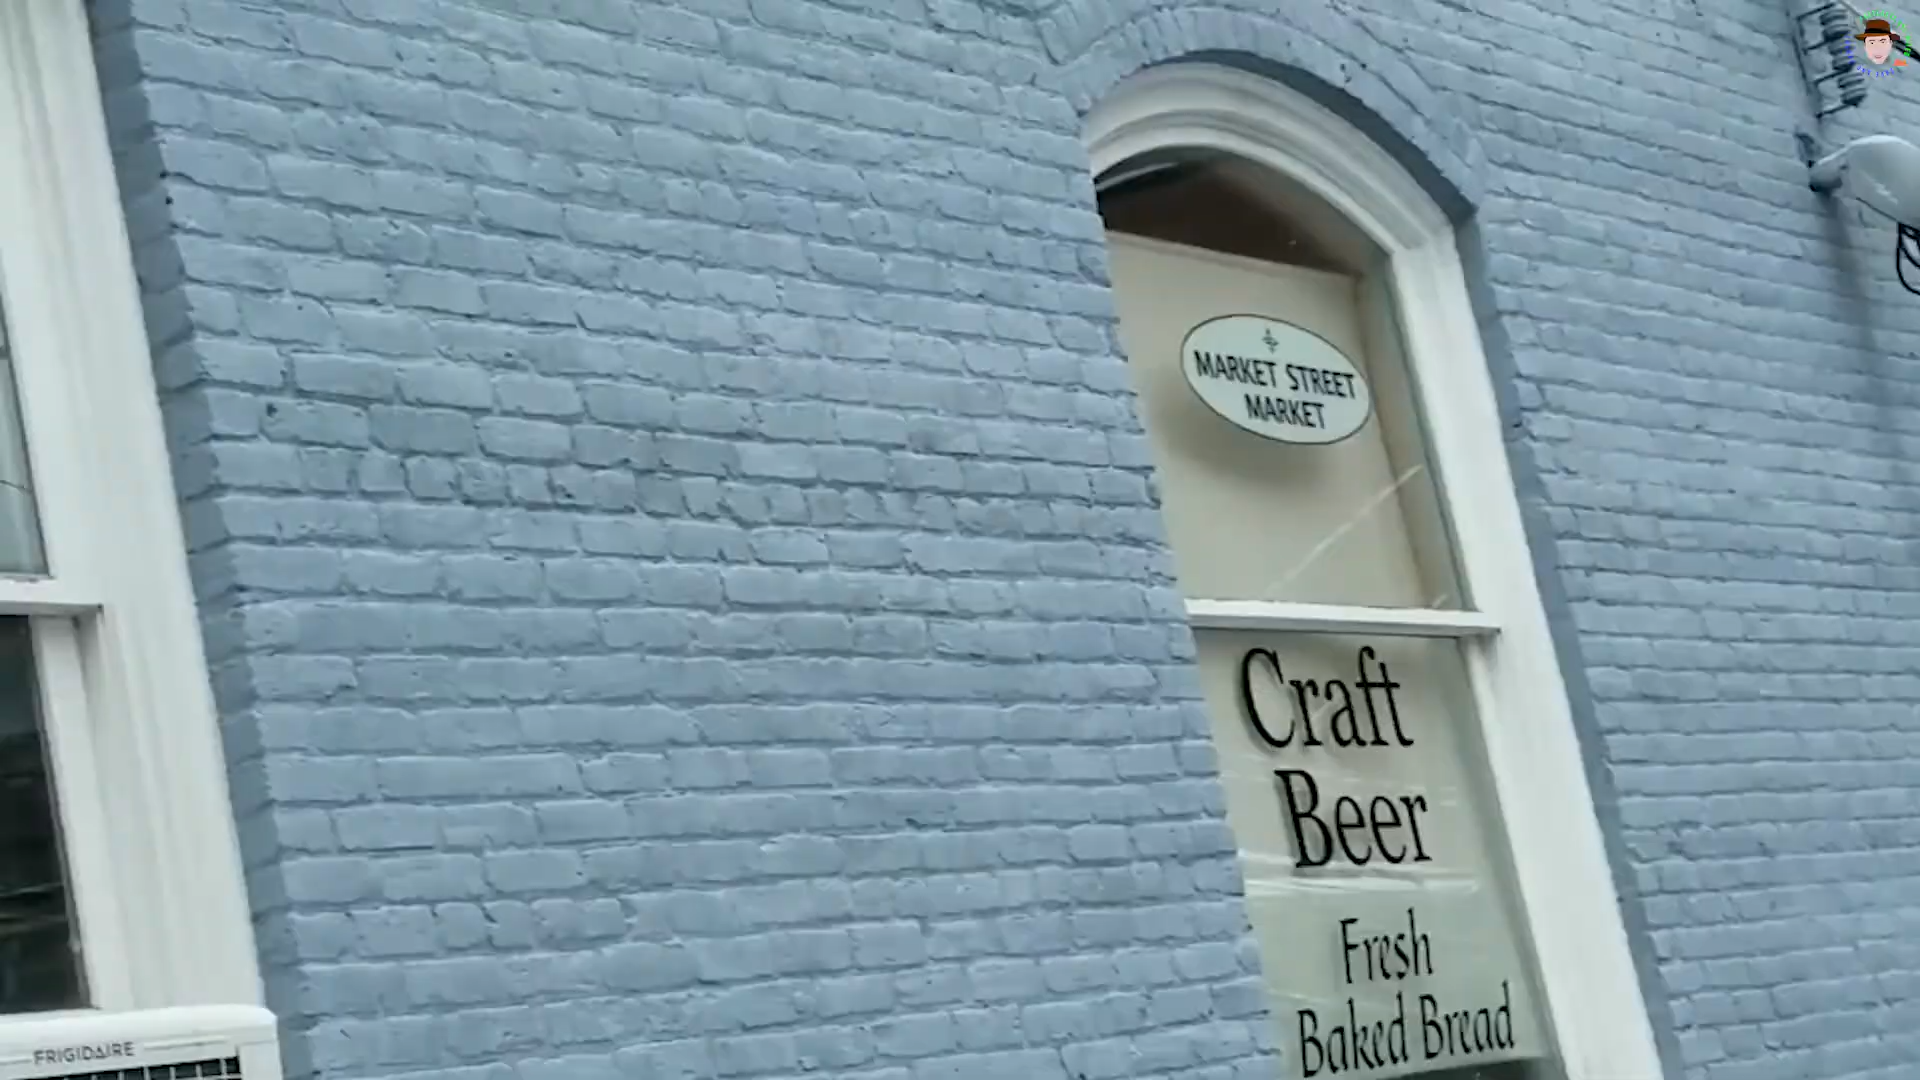 MARKET STREET
MARKET
Craft
Beer
Fresh
Baked Bread
FRIGIDAIRE